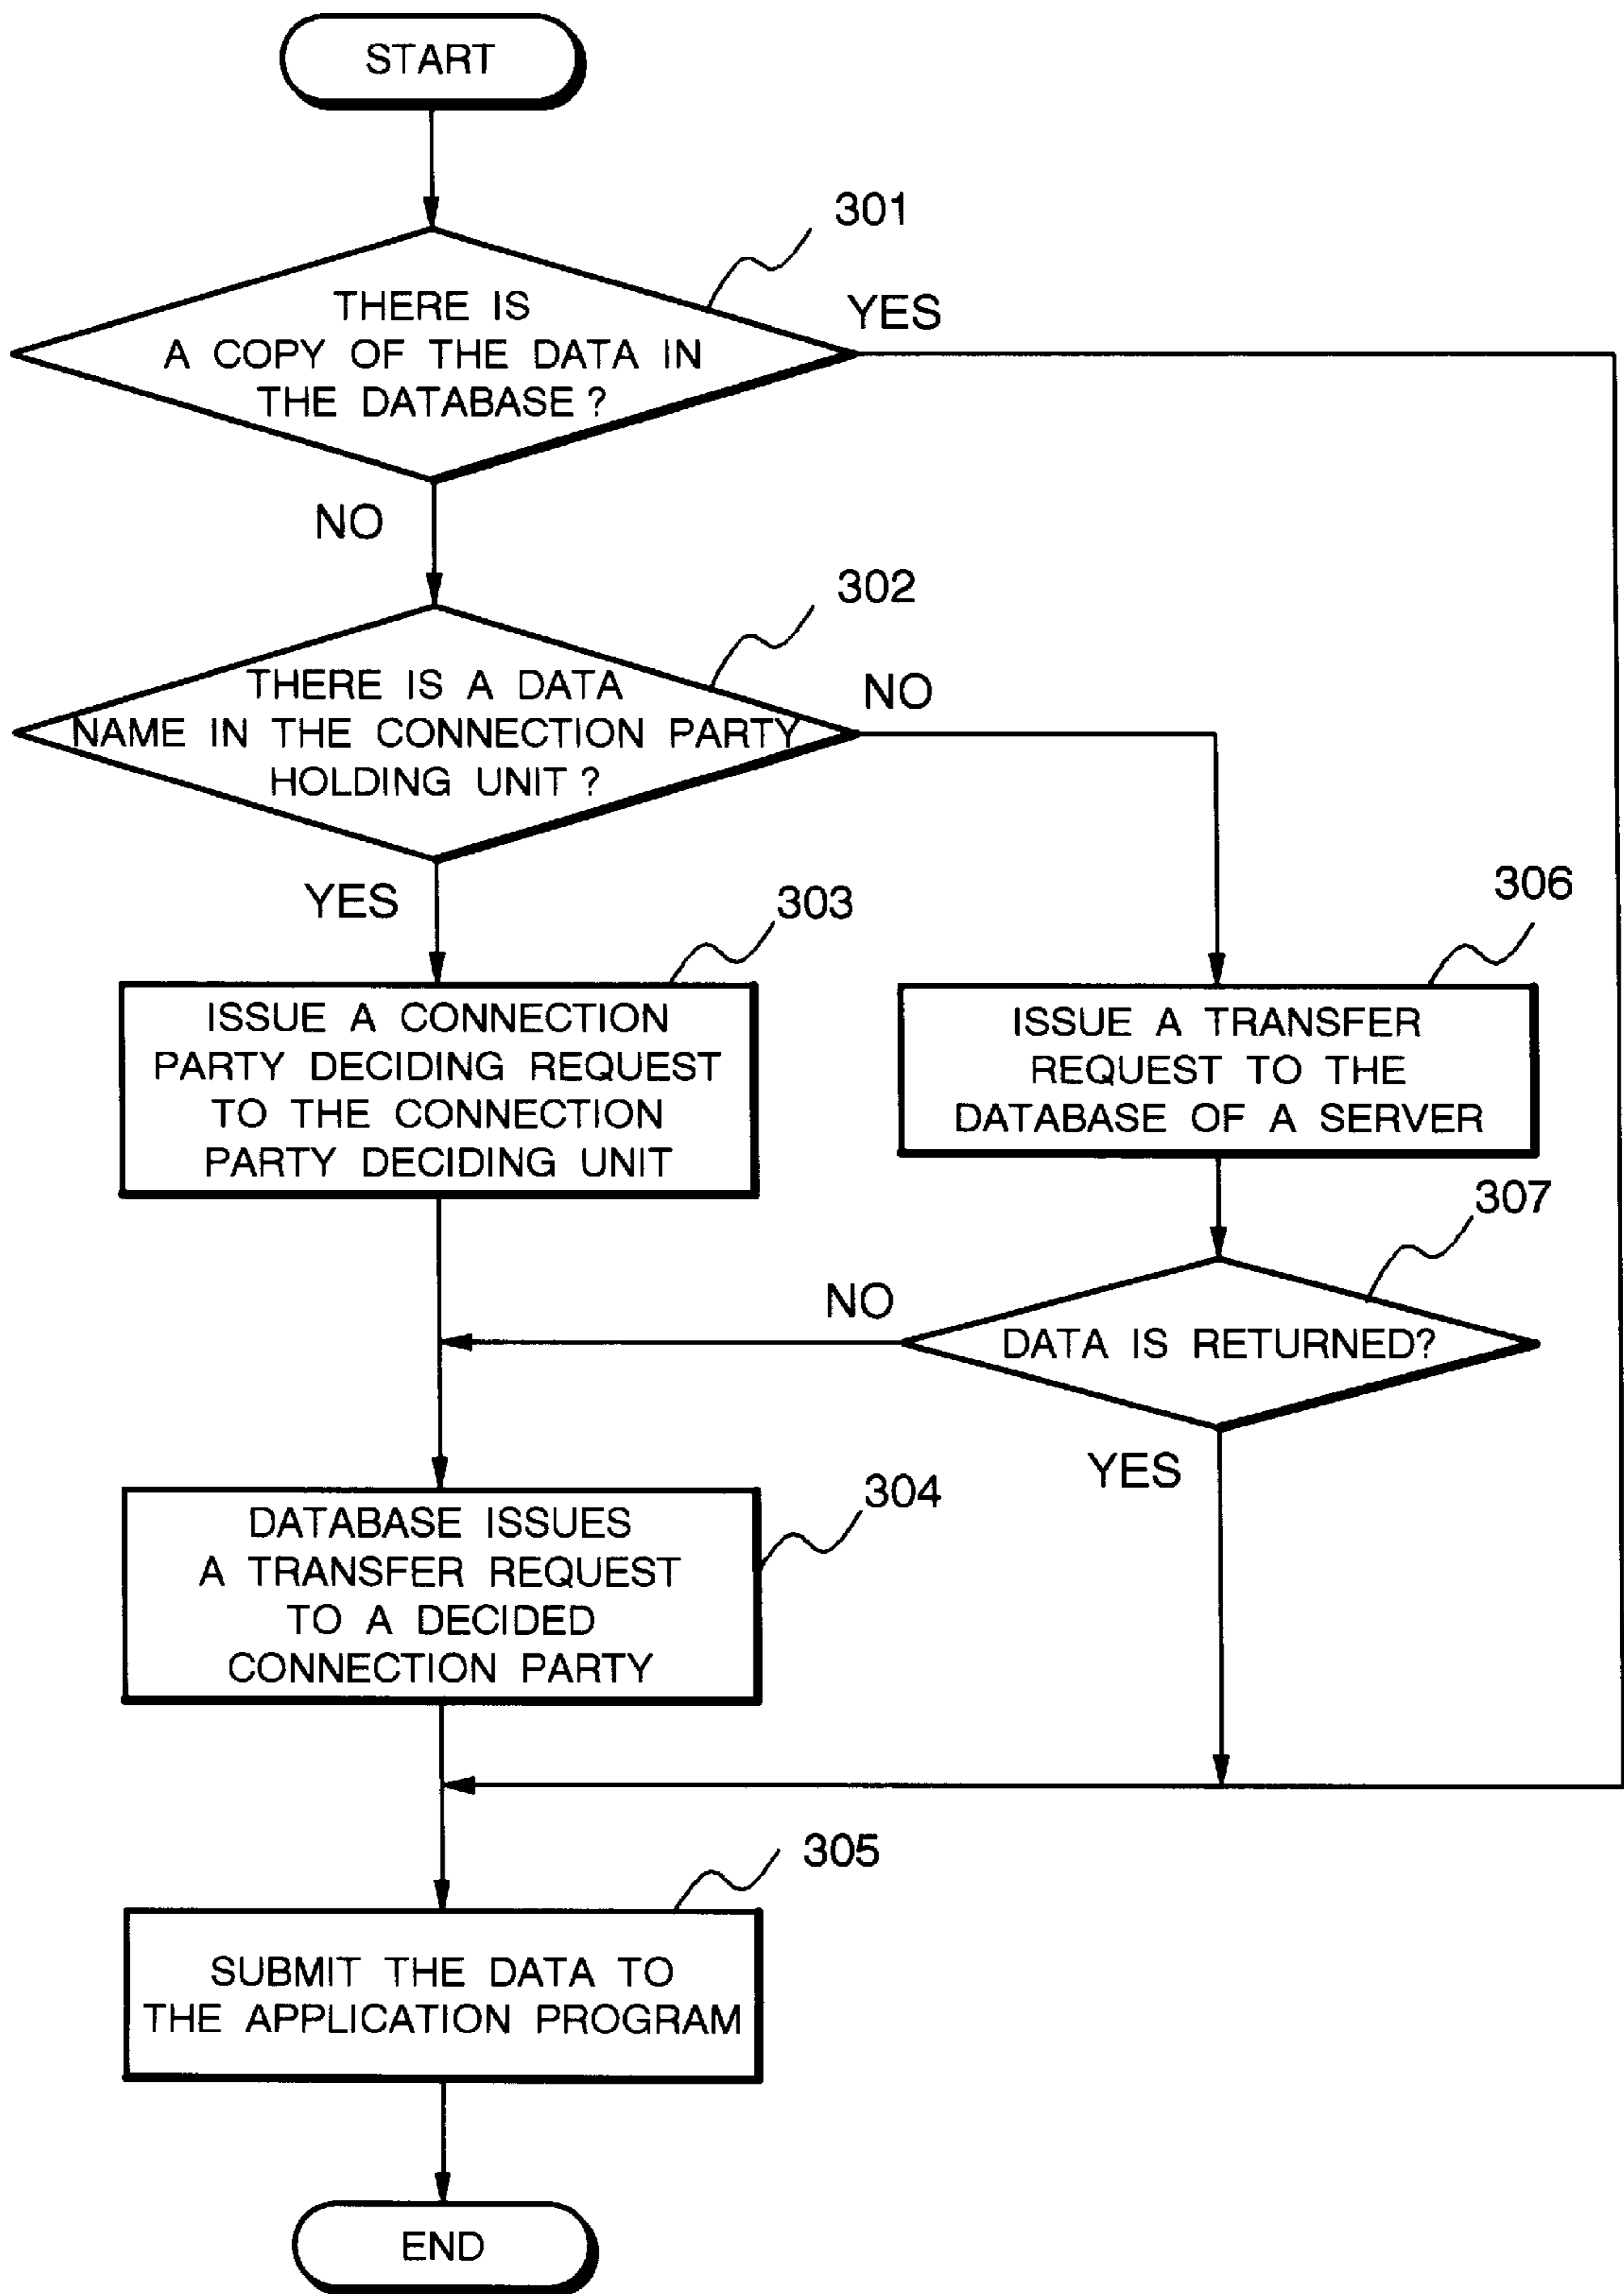 START
301
THERE IS
A COPY OF THE DATA IN
THE DATABASE?
YES
NO
302
THERE IS A DATA
NAME IN THE CONNECTION PARTY
HOLDING UNIT?
NO
YES
303
ISSUE A CONNECTION
PARTY DECIDING REQUEST
TO THE CONNECTION
PARTY DECIDING UNIT
306
ISSUE A TRANSFER
REQUEST TO THE
DATABASE OF A SERVER
307
DATA IS RETURNED?
NO
YES
304
DATABASE ISSUES
A TRANSFER REQUEST
TO A DECIDED
CONNECTION PARTY
305
SUBMIT THE DATA TO
THE APPLICATION PROGRAM
END